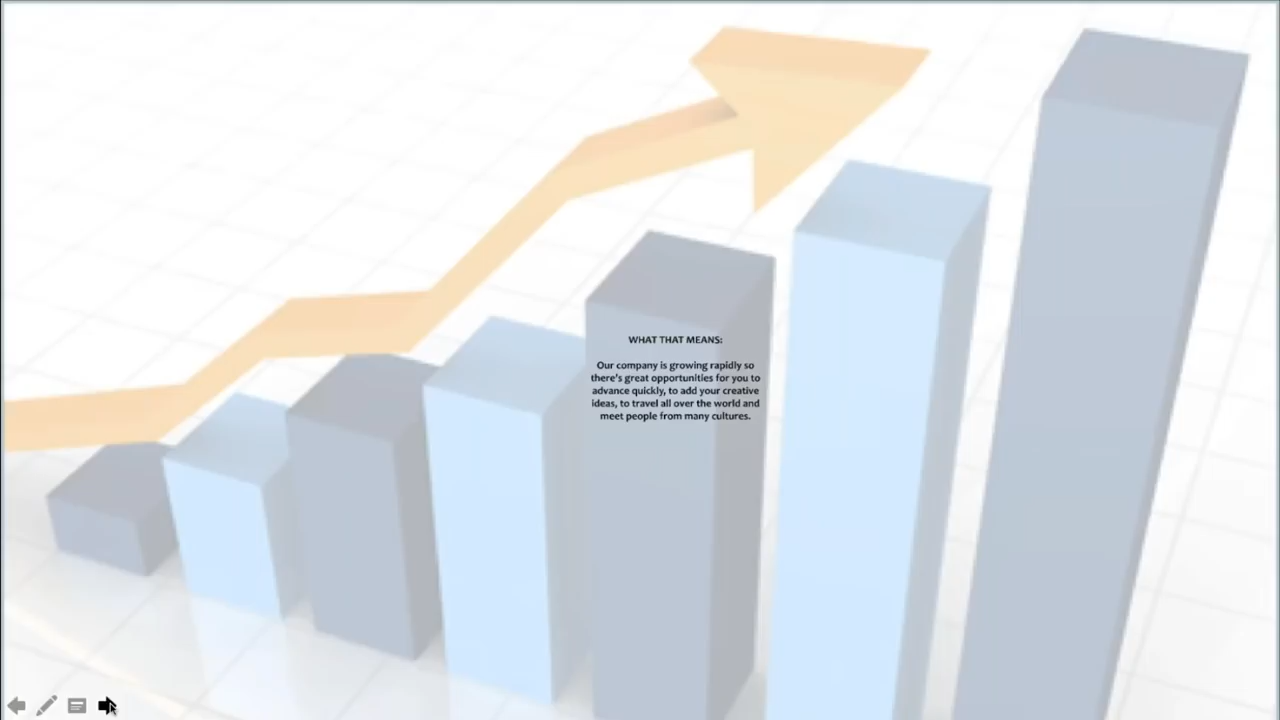 WHAT THAT MEANS:
Our company is growing rapidly so
there's great opportunities for you to
advance quickly, to add your creative
ideas, to travel all over the world and
meet people from many cultures.